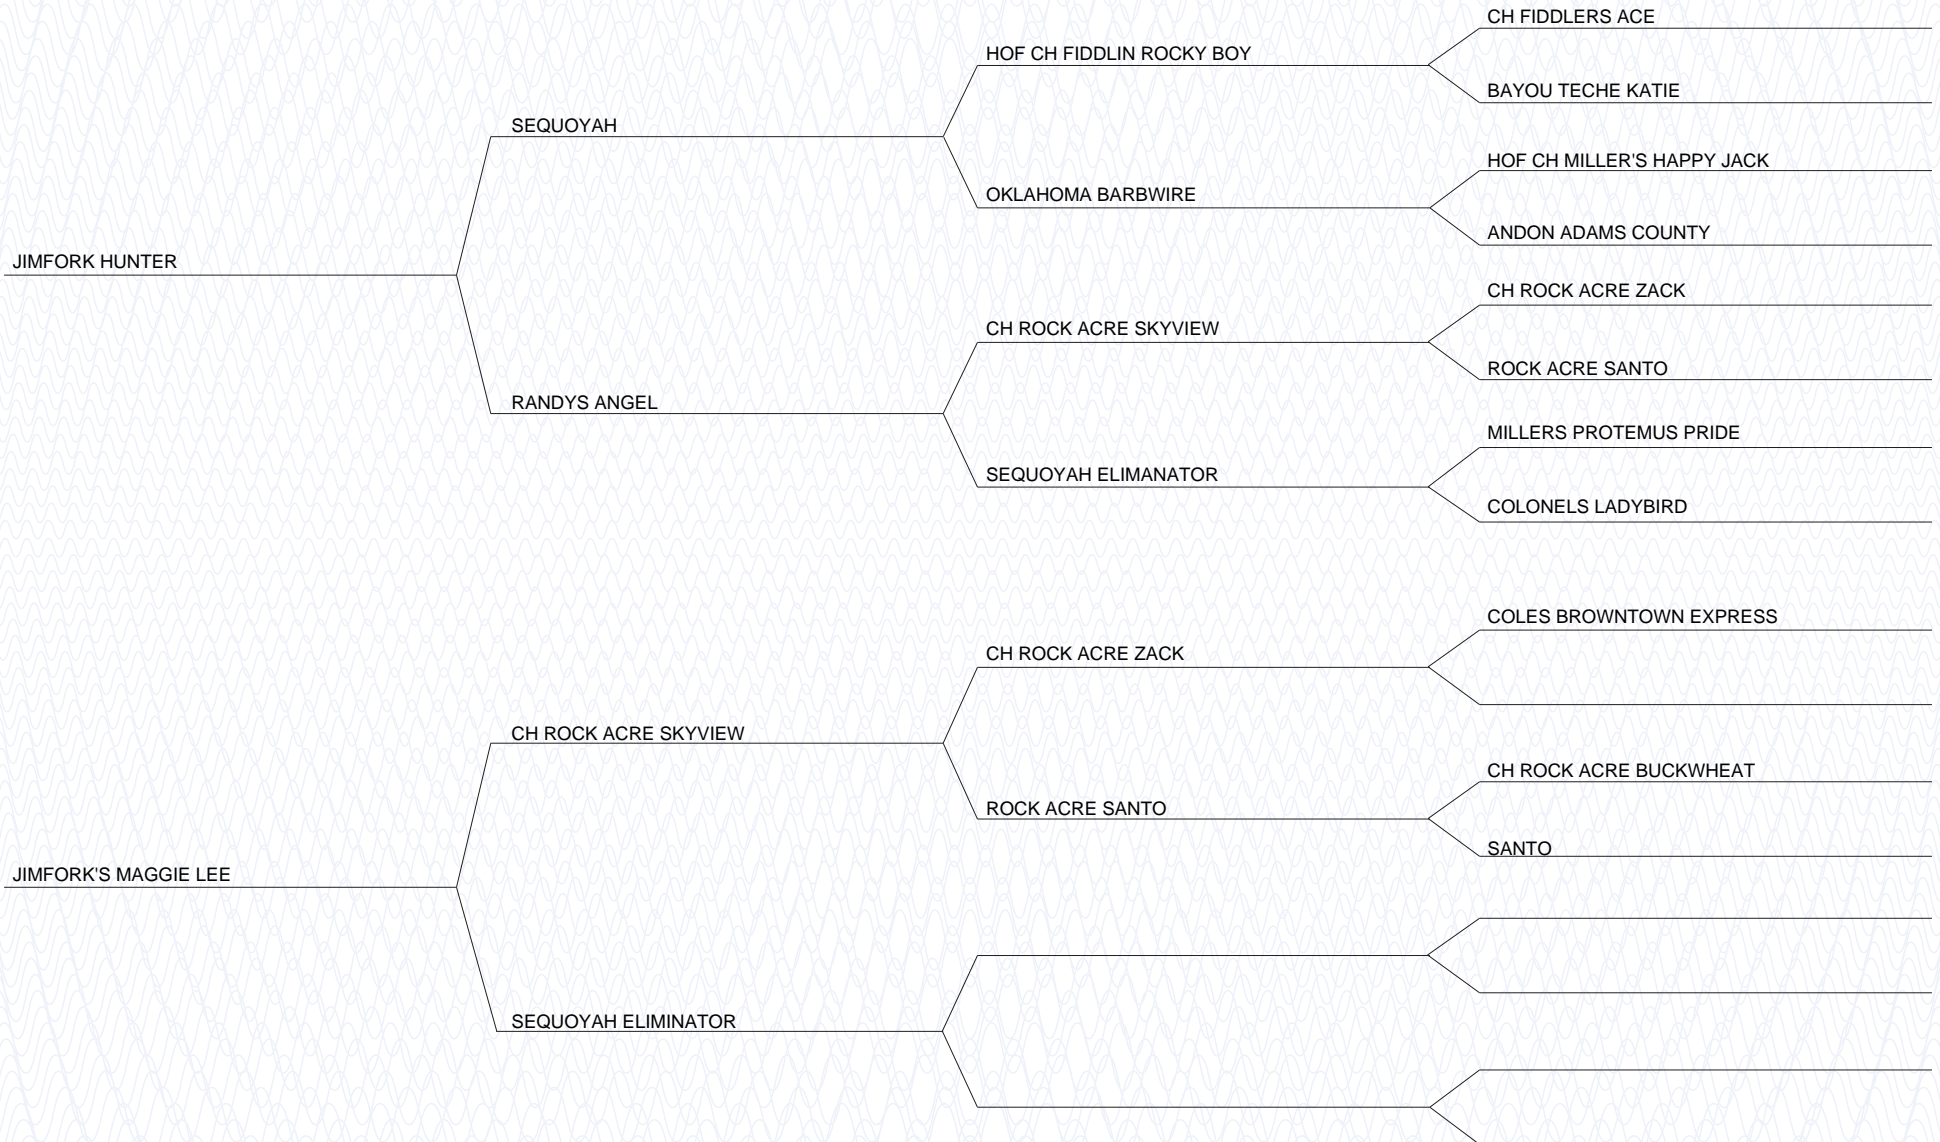 CH FIDDLERS ACE
HOF CH FIDDLIN ROCKY BOY
BAYOU TECHE KATIE
SEQUOYAH
HOF CH MILLER'S HAPPY JACK
OKLAHOMA BARBWIRE
ANDON ADAMS COUNTY
JIMFORK HUNTER
CH ROCK ACRE ZACK
CH ROCK ACRE SKYVIEW
ROCK ACRE SANTO
RANDYS ANGEL
MILLERS PROTEMUS PRIDE
SEQUOYAH ELIMANATOR
COLONELS LADYBIRD
COLES BROWNTOWN EXPRESS
CH ROCK ACRE ZACK
CH ROCK ACRE SKYVIEW
CH ROCK ACRE BUCKWHEAT
ROCK ACRE SANTO
SANTO
JIMFORK'S MAGGIE LEE
SEQUOYAH ELIMINATOR